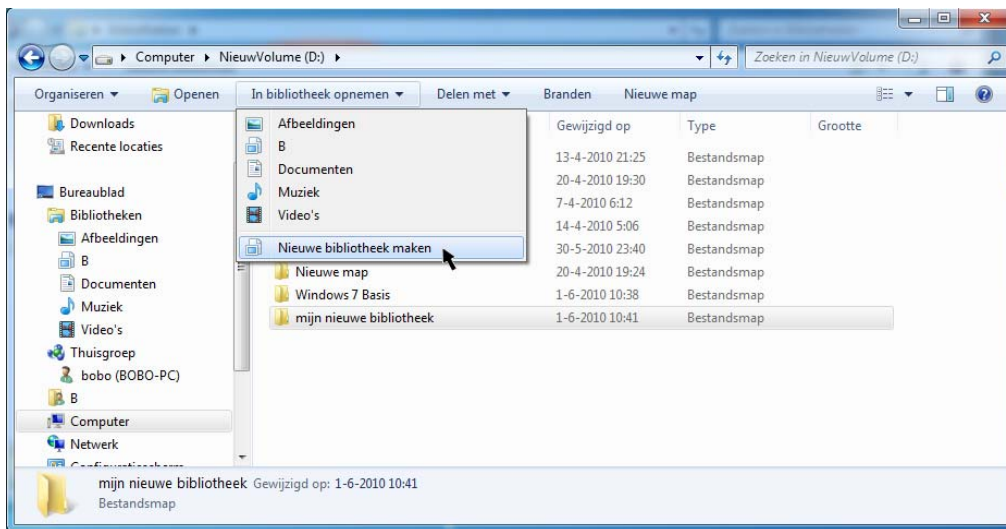 Computer NieuwVolume (D:)
Zoeken in NieuwVolume (D:)
Organiseren Openen In bibliotheek opnemen Delen met Branden Nieuwe map
Downloads
Recente locaties
Bureaublad
Bibliotheken
Afbeeldingen
B
Documenten
Muziek
Video's
Thuisgroep
bobo (BOBO-PC)
B
Computer
Netwerk
Configuratiescherm
Afbeeldingen
B
Documenten
Muziek
Video's
Nieuwe bibliotheek maken
Gewijzigd op Type Grootte
13-4-2010 21:25 Bestandsmap
20-4-2010 19:30 Bestandsmap
7-4-2010 6:12 Bestandsmap
14-4-2010 5:06 Bestandsmap
30-5-2010 23:40 Bestandsmap
Nieuwe map 20-4-2010 19:24 Bestandsmap
Windows 7 Basis 1-6-2010 10:38 Bestandsmap
mijn nieuwe bibliotheek 1-6-2010 10:41 Bestandsmap
mijn nieuwe bibliotheek Gewijzigd op: 1-6-2010 10:41
Bestandsmap